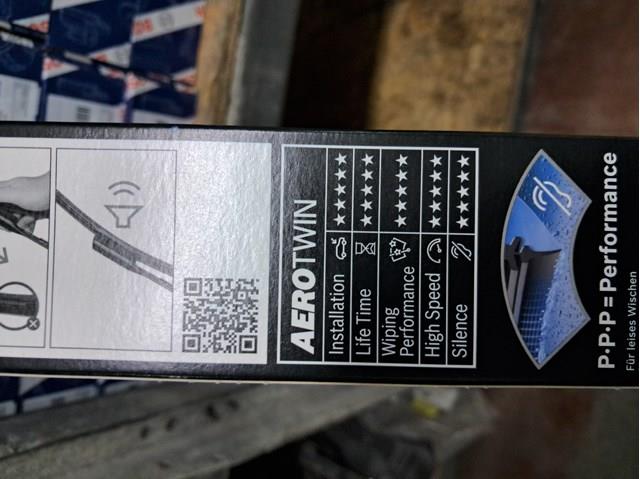 AEROTWIN
Installation ★★★★★
Life Time ★★★★★
Wiping
Performance ★★★★★
High Speed ★★★★★
Silence ★★★★★
P·P·P = Performance
Für leises Wischen